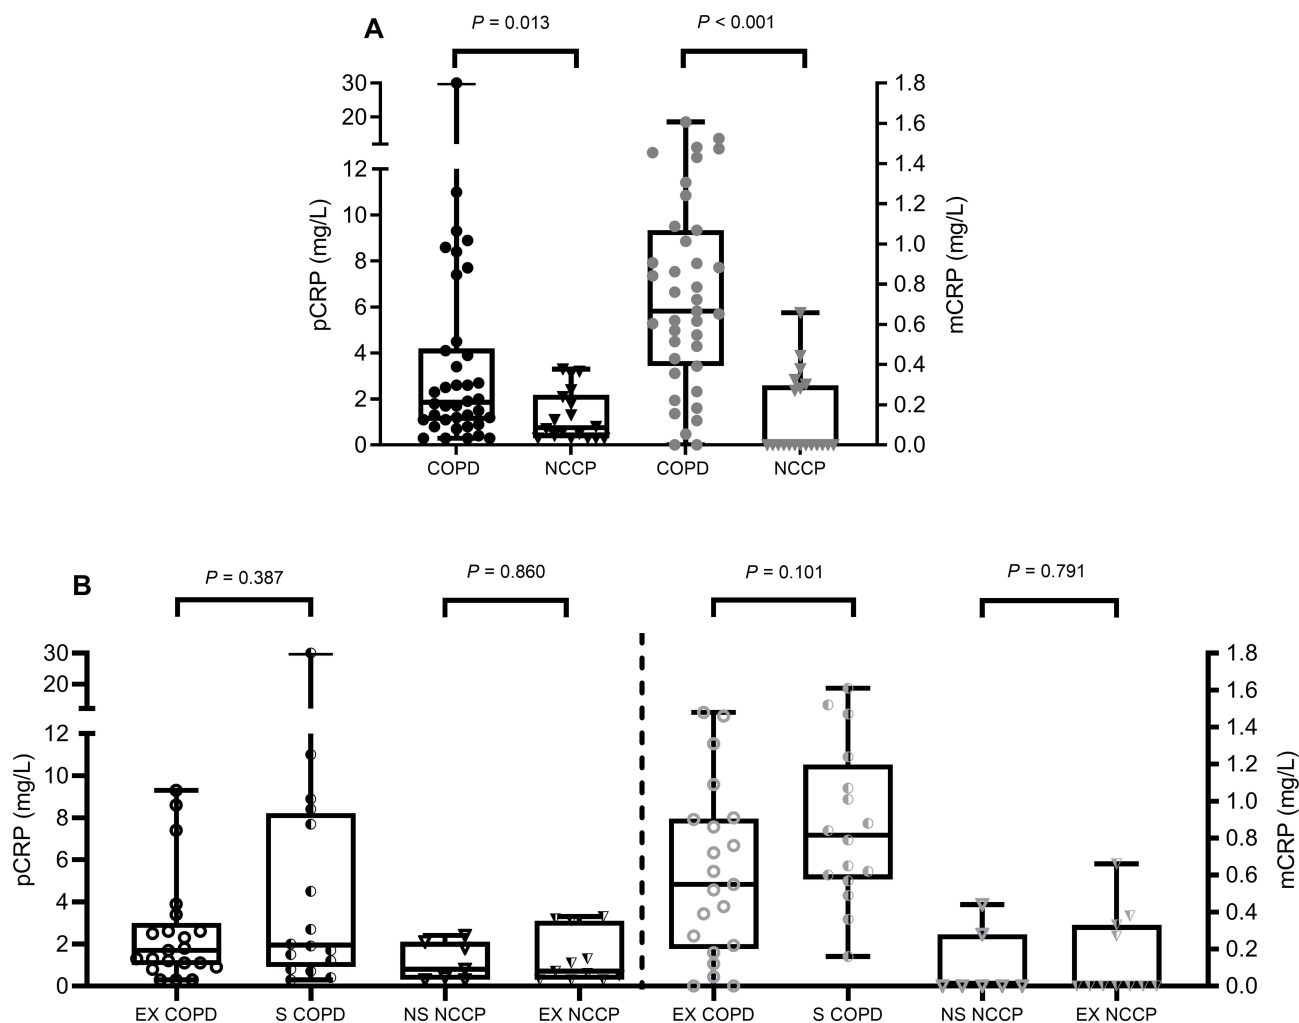 A
P = 0.013
P < 0.001
30
20
12
10
8
6
4
2
0
pCRP (mg/L)
1.8
1.6
1.4
1.2
1.0
0.8
0.6
0.4
0.2
0.0
mCRP (mg/L)
COPD NCCP COPD NCCP
B
P = 0.387
P = 0.860
P = 0.101
P = 0.791
30
20
12
10
8
6
4
2
0
pCRP (mg/L)
1.8
1.6
1.4
1.2
1.0
0.8
0.6
0.4
0.2
0.0
mCRP (mg/L)
EX COPD S COPD NS NCCP EX NCCP EX COPD S COPD NS NCCP EX NCCP